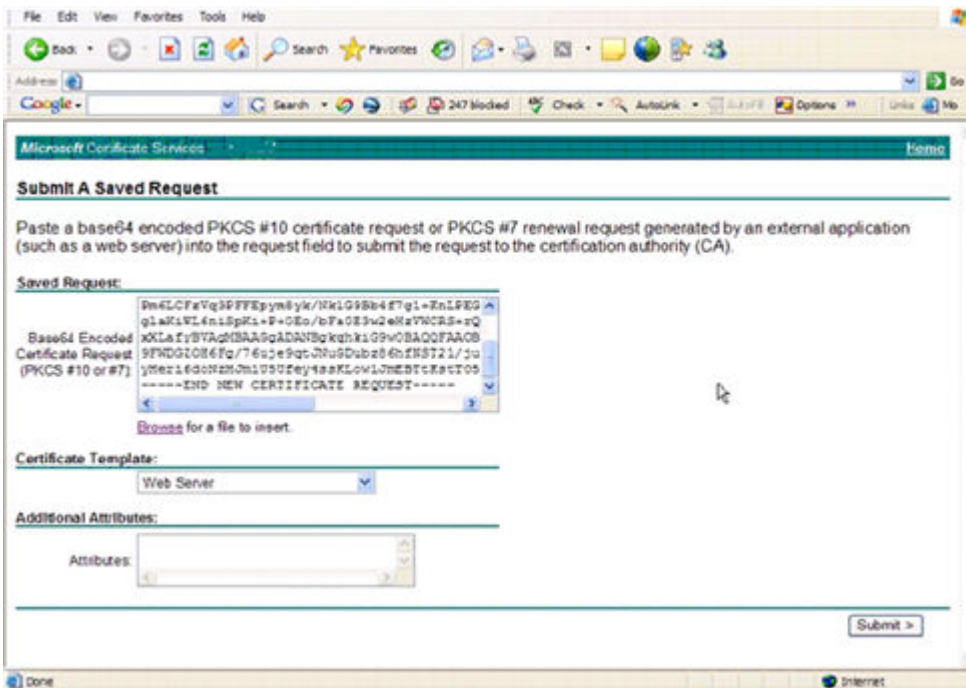 File Edit View Favorites Tools Help
Back Search Favorites
Address Go
Google Search 247 blocked Check AutoLink AutoFill Options Links
Microsoft Certificate Services Home
Submit A Saved Request
Paste a base64 encoded PKCS #10 certificate request or PKCS #7 renewal request generated by an external application
(such as a web server) into the request field to submit the request to the certification authority (CA).
Saved Request:
Base64 Encoded
Certificate Request
(PKCS #10 or #7):
-----END NEW CERTIFICATE REQUEST-----
Browse for a file to insert.
Certificate Template:
Web Server
Additional Attributes:
Attributes:
Submit >
Done Internet